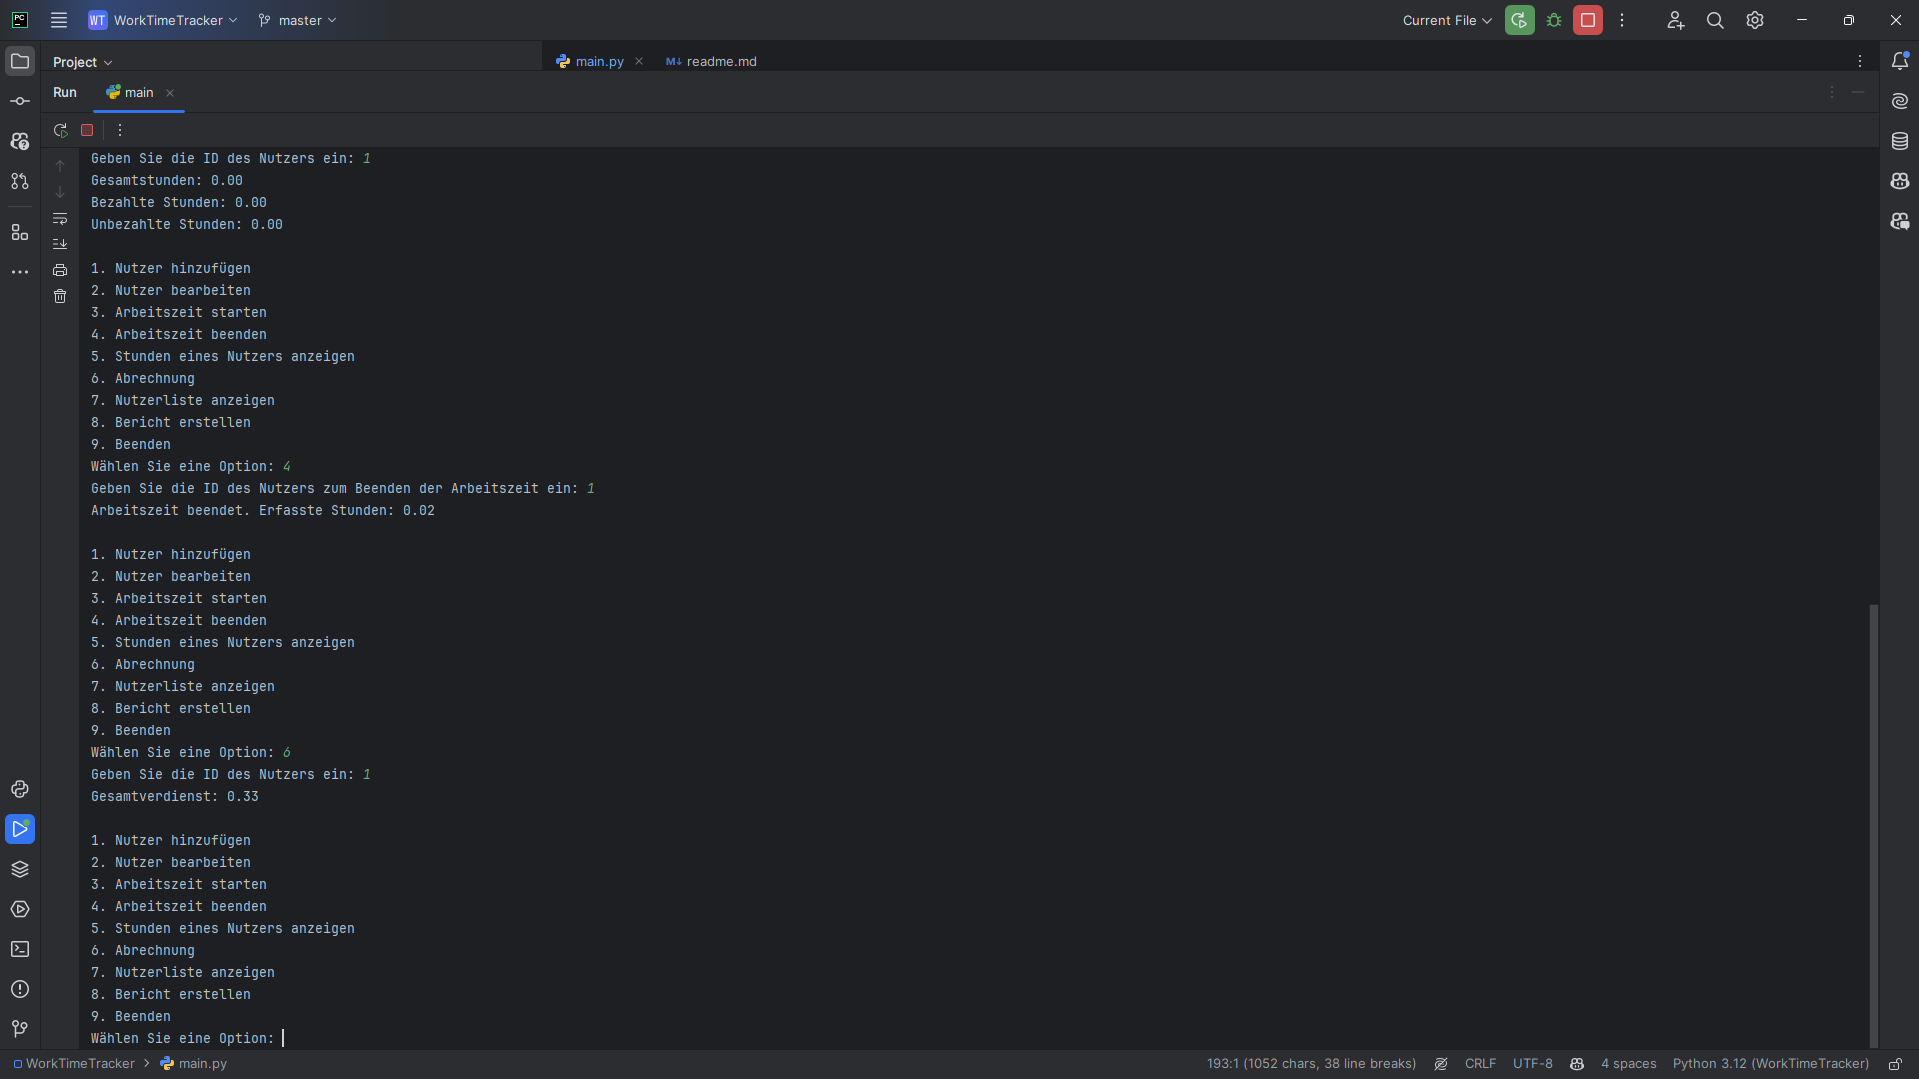 PC
WT WorkTimeTracker master
Current File
Project
main.py
M↓ readme.md
Run main
Geben Sie die ID des Nutzers ein: 1
Gesamtstunden: 0.00
Bezahlte Stunden: 0.00
Unbezahlte Stunden: 0.00
1. Nutzer hinzufügen
2. Nutzer bearbeiten
3. Arbeitszeit starten
4. Arbeitszeit beenden
5. Stunden eines Nutzers anzeigen
6. Abrechnung
7. Nutzerliste anzeigen
8. Bericht erstellen
9. Beenden
Wählen Sie eine Option: 4
Geben Sie die ID des Nutzers zum Beenden der Arbeitszeit ein: 1
Arbeitszeit beendet. Erfasste Stunden: 0.02
1. Nutzer hinzufügen
2. Nutzer bearbeiten
3. Arbeitszeit starten
4. Arbeitszeit beenden
5. Stunden eines Nutzers anzeigen
6. Abrechnung
7. Nutzerliste anzeigen
8. Bericht erstellen
9. Beenden
Wählen Sie eine Option: 6
Geben Sie die ID des Nutzers ein: 1
Gesamtverdienst: 0.33
1. Nutzer hinzufügen
2. Nutzer bearbeiten
3. Arbeitszeit starten
4. Arbeitszeit beenden
5. Stunden eines Nutzers anzeigen
6. Abrechnung
7. Nutzerliste anzeigen
8. Bericht erstellen
9. Beenden
Wählen Sie eine Option:
WorkTimeTracker > main.py
193:1 (1052 chars, 38 line breaks) CRLF UTF-8 4 spaces Python 3.12 (WorkTimeTracker)